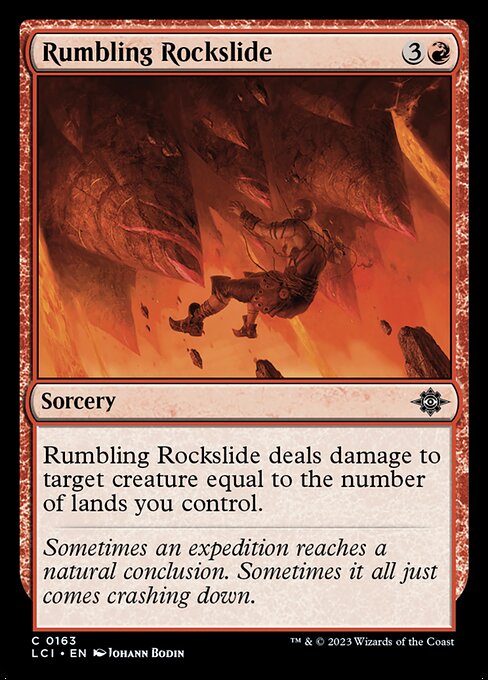 Rumbling Rockslide 3
Sorcery
Rumbling Rockslide deals damage to
target creature equal to the number
of lands you control.
Sometimes an expedition reaches a
natural conclusion. Sometimes it all just
comes crashing down.
C 0163
LCI • EN Johann Bodin
™ & © 2023 Wizards of the Coast